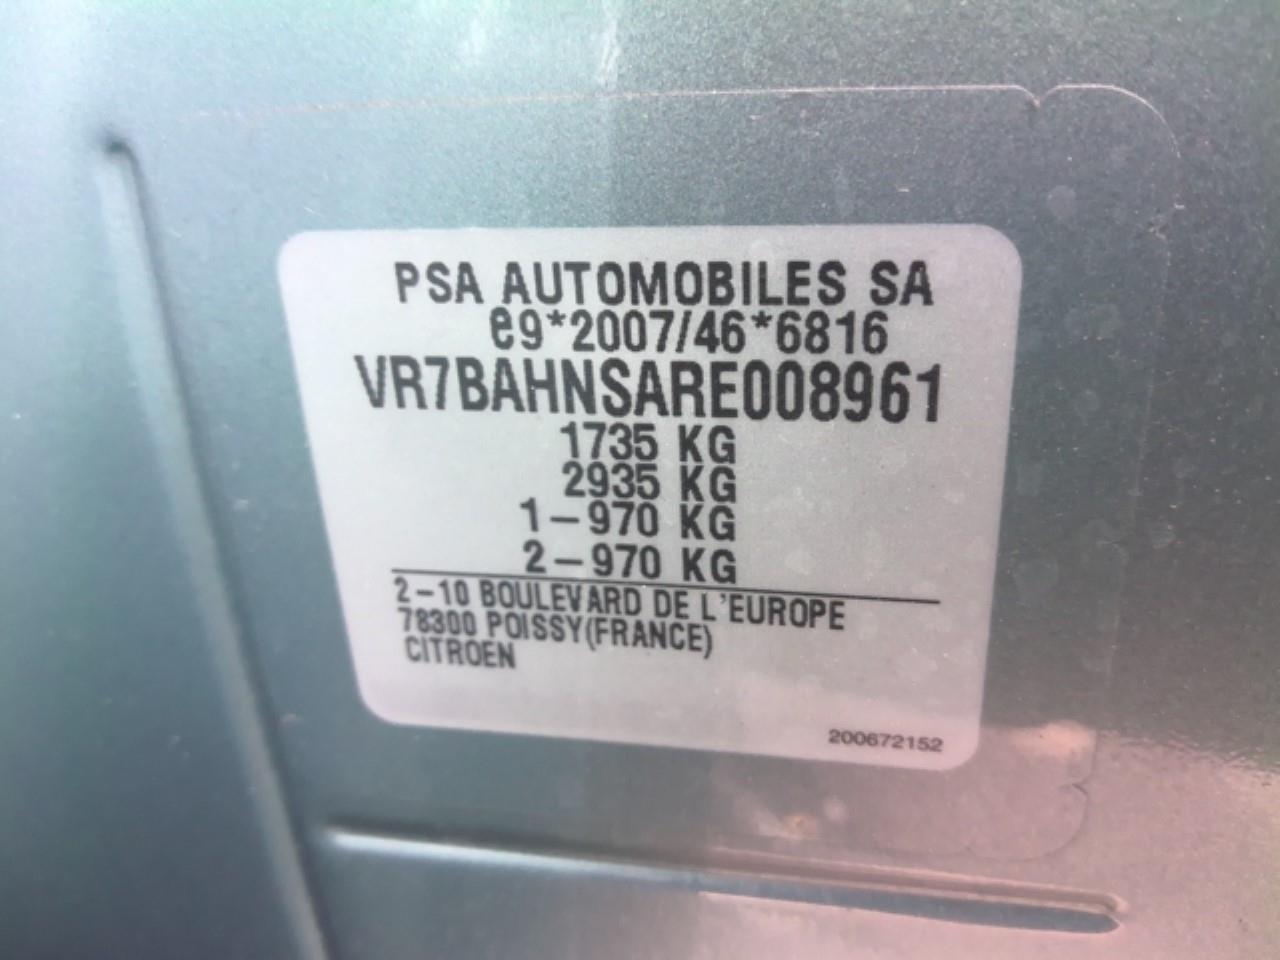 PSA AUTOMOBILES SA
e9*2007/46*6816
VR7BAHNSARE008961
1735 KG
2935 KG
1-970 KG
2-970 KG
2-10 BOULEVARD DE L'EUROPE
78300 POISSY(FRANCE)
CITROEN
200672152